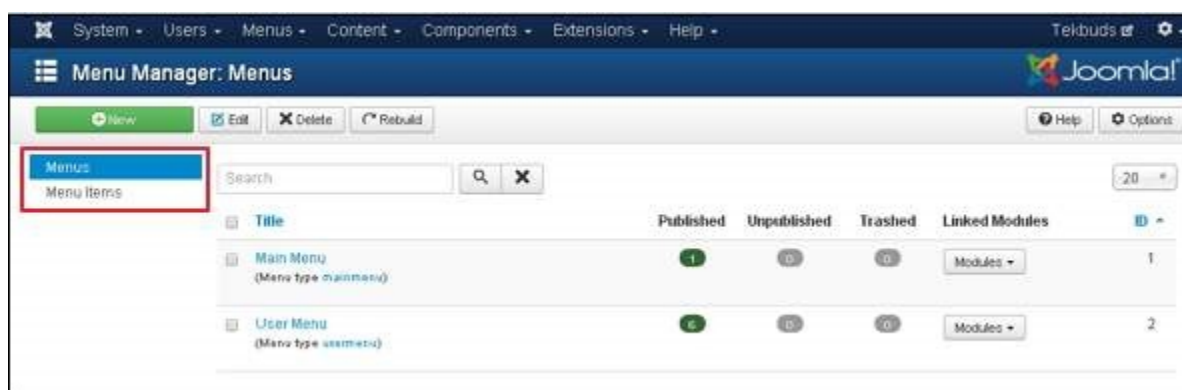 System Users Menus Content Components Extensions Help Tekbuds
Menu Manager: Menus Joomla!
New Edit Delete Rebuild Help Options
Menus
Menu Items
Search 20
Title Published Unpublished Trashed Linked Modules ID
Main Menu 1 0 0 Modules 1
(Menu type mainmenu)
User Menu 6 0 0 Modules 2
(Menu type usermenu)